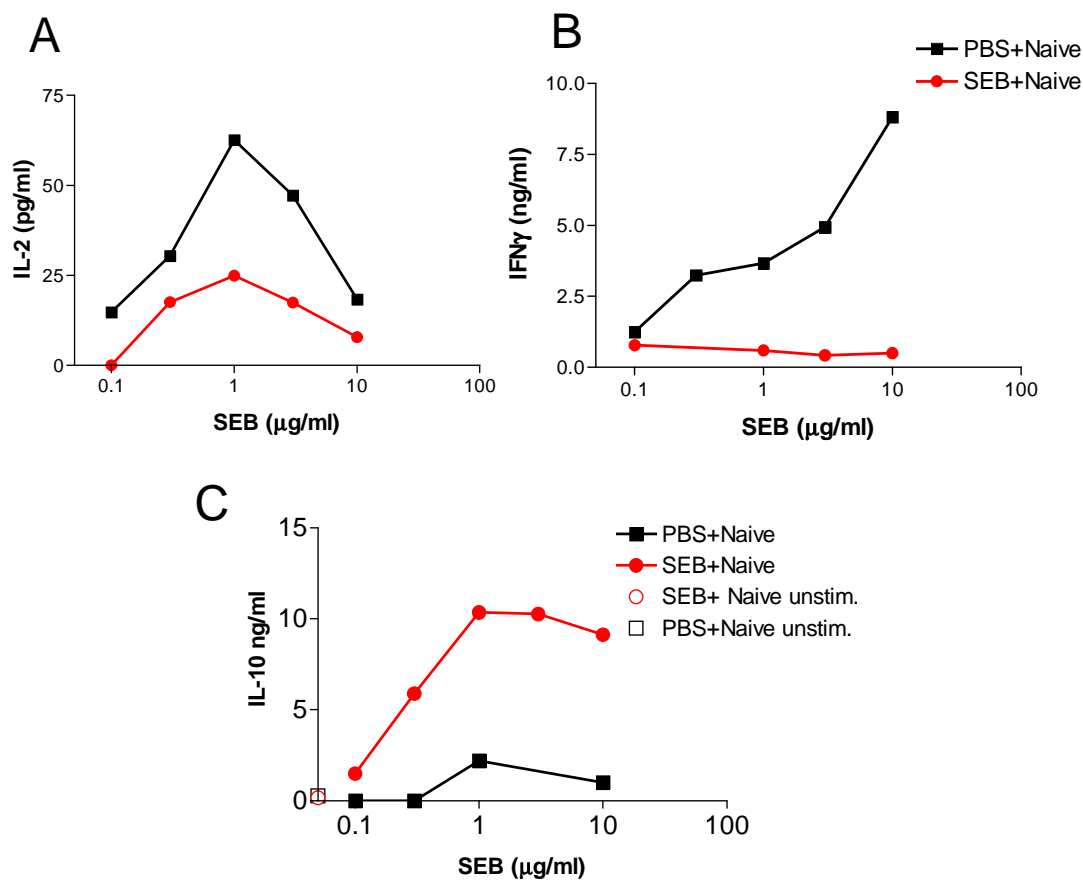 A
75
50
25
0
IL-2 (pg/ml)
0.1 1 10 100
SEB (μg/ml)
B
PBS+Naive
SEB+Naive
10.0
7.5
5.0
2.5
0.0
IFNγ (ng/ml)
0.1 1 10 100
SEB (μg/ml)
C
15
10
5
0
IL-10 ng/ml
PBS+Naive
SEB+Naive
SEB+ Naive unstim.
PBS+Naive unstim.
0.1 1 10 100
SEB (μg/ml)